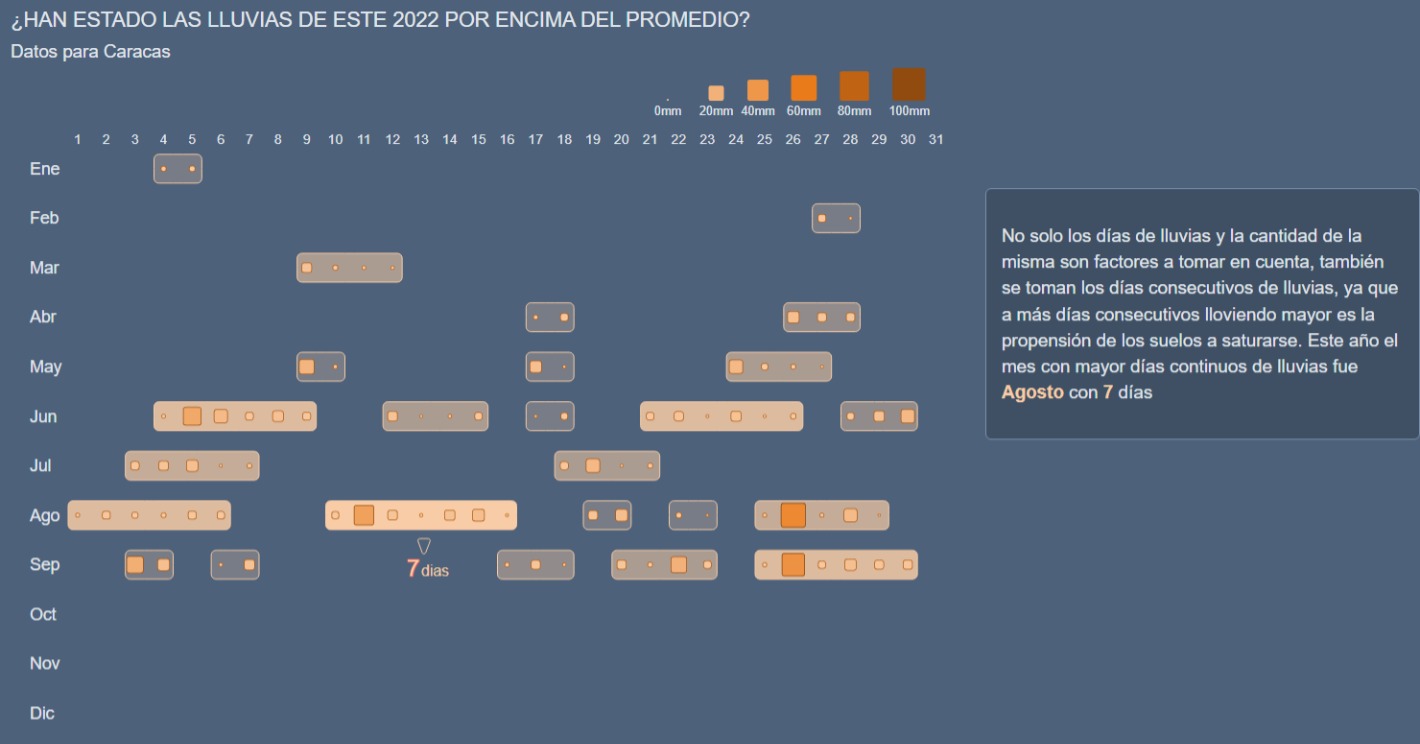 ¿HAN ESTADO LAS LLUVIAS DE ESTE 2022 POR ENCIMA DEL PROMEDIO?
Datos para Caracas
0mm 20mm 40mm 60mm 80mm 100mm
1 2 3 4 5 6 7 8 9 10 11 12 13 14 15 16 17 18 19 20 21 22 23 24 25 26 27 28 29 30 31
Ene
Feb
Mar
Abr
May
Jun
Jul
Ago
Sep
7 dias
Oct
Nov
Dic
No solo los días de lluvias y la cantidad de la
misma son factores a tomar en cuenta, también
se toman los días consecutivos de lluvias, ya que
a más días consecutivos lloviendo mayor es la
propensión de los suelos a saturarse. Este año el
mes con mayor días continuos de lluvias fue
Agosto con 7 días